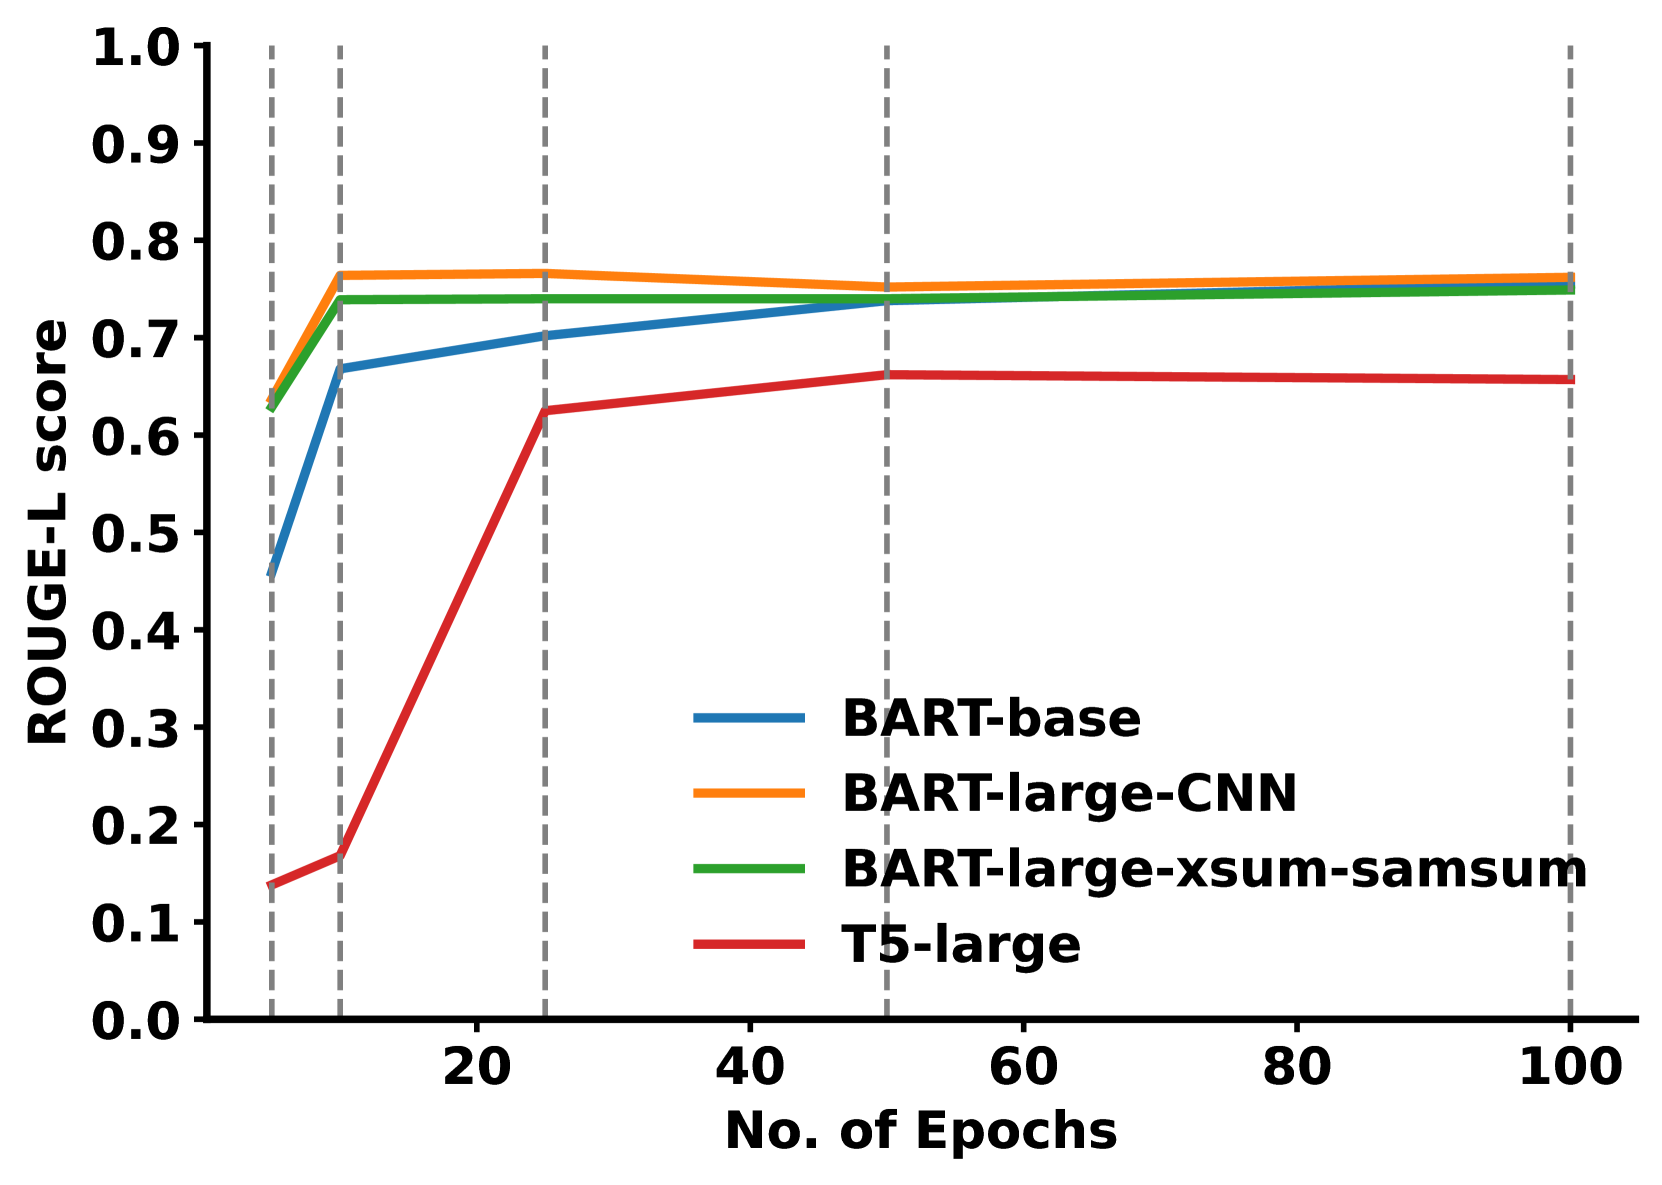 1.0
0.9
0.8
0.7
0.6
0.5
0.4
0.3
0.2
0.1
0.0
ROUGE-L score
BART-base
BART-large-CNN
BART-large-xsum-samsum
T5-large
20 40 60 80 100
No. of Epochs